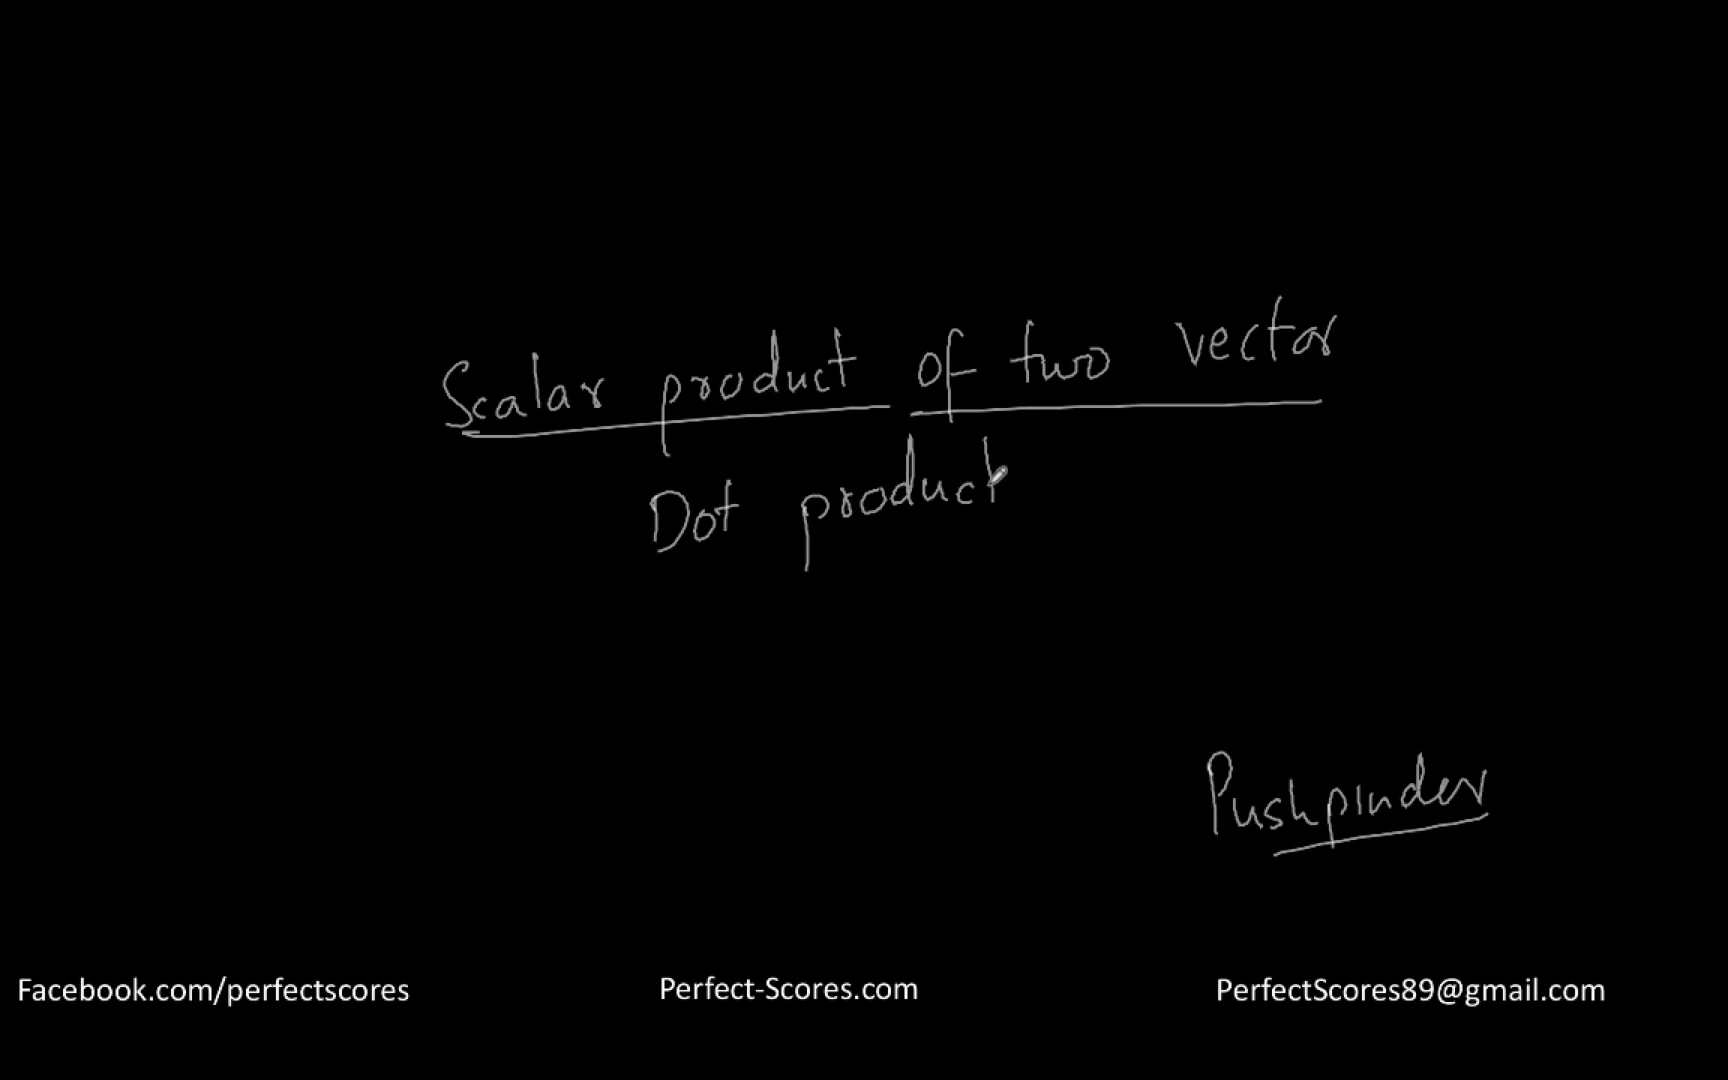 Scalar product of two vector
Dot product
Pushpinder
Facebook.com/perfectscores
Perfect-Scores.com
PerfectScores89@gmail.com